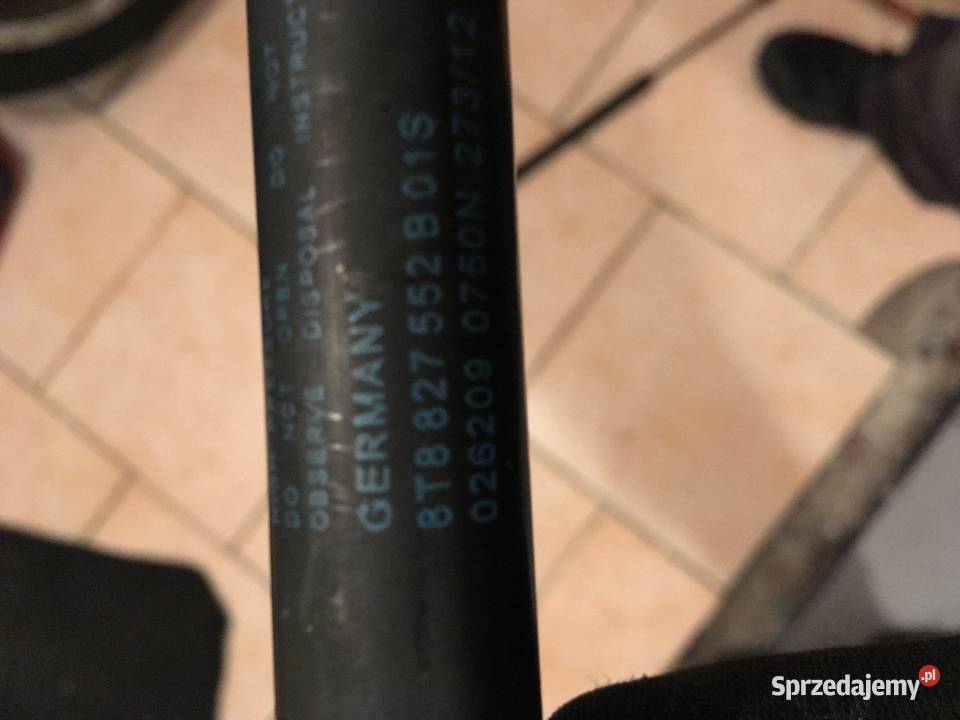 DO NOT OPEN DO NOT
OBSERVE DISPOSAL INSTRUCT
GERMANY
8T8 827 552 B 01S
026209 0750N 273/12
Sprzedajemy.pl